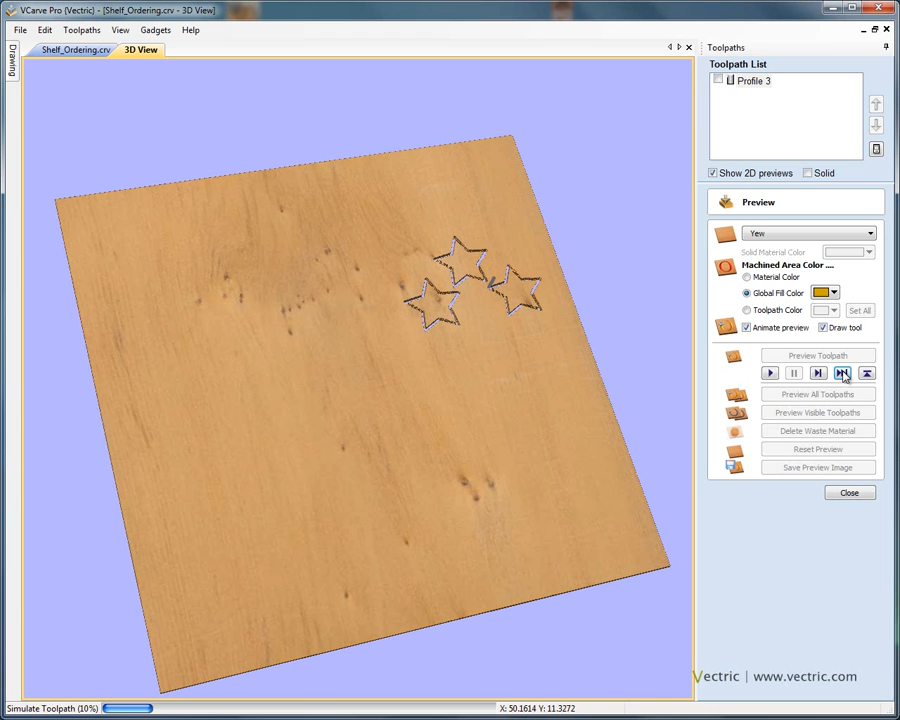 VCarve Pro {Vectric} - [Shelf_Ordering.crv - 3D View]
File Edit Toolpaths View Gadgets Help
Drawing
Shelf_Ordering.crv 3D View
Toolpaths
Toolpath List
Profile 3
Show 2D previews Solid
Preview
Yew
Solid Material Color
Machined Area Color ....
Material Color
Global Fill Color
Toolpath Color Set All
Animate preview Draw tool
Preview Toolpath
Preview All Toolpaths
Preview Visible Toolpaths
Delete Waste Material
Reset Preview
Save Preview Image
Close
Vectric | www.vectric.com
Simulate Toolpath (10%) X: 50.1614 Y: 11.3272